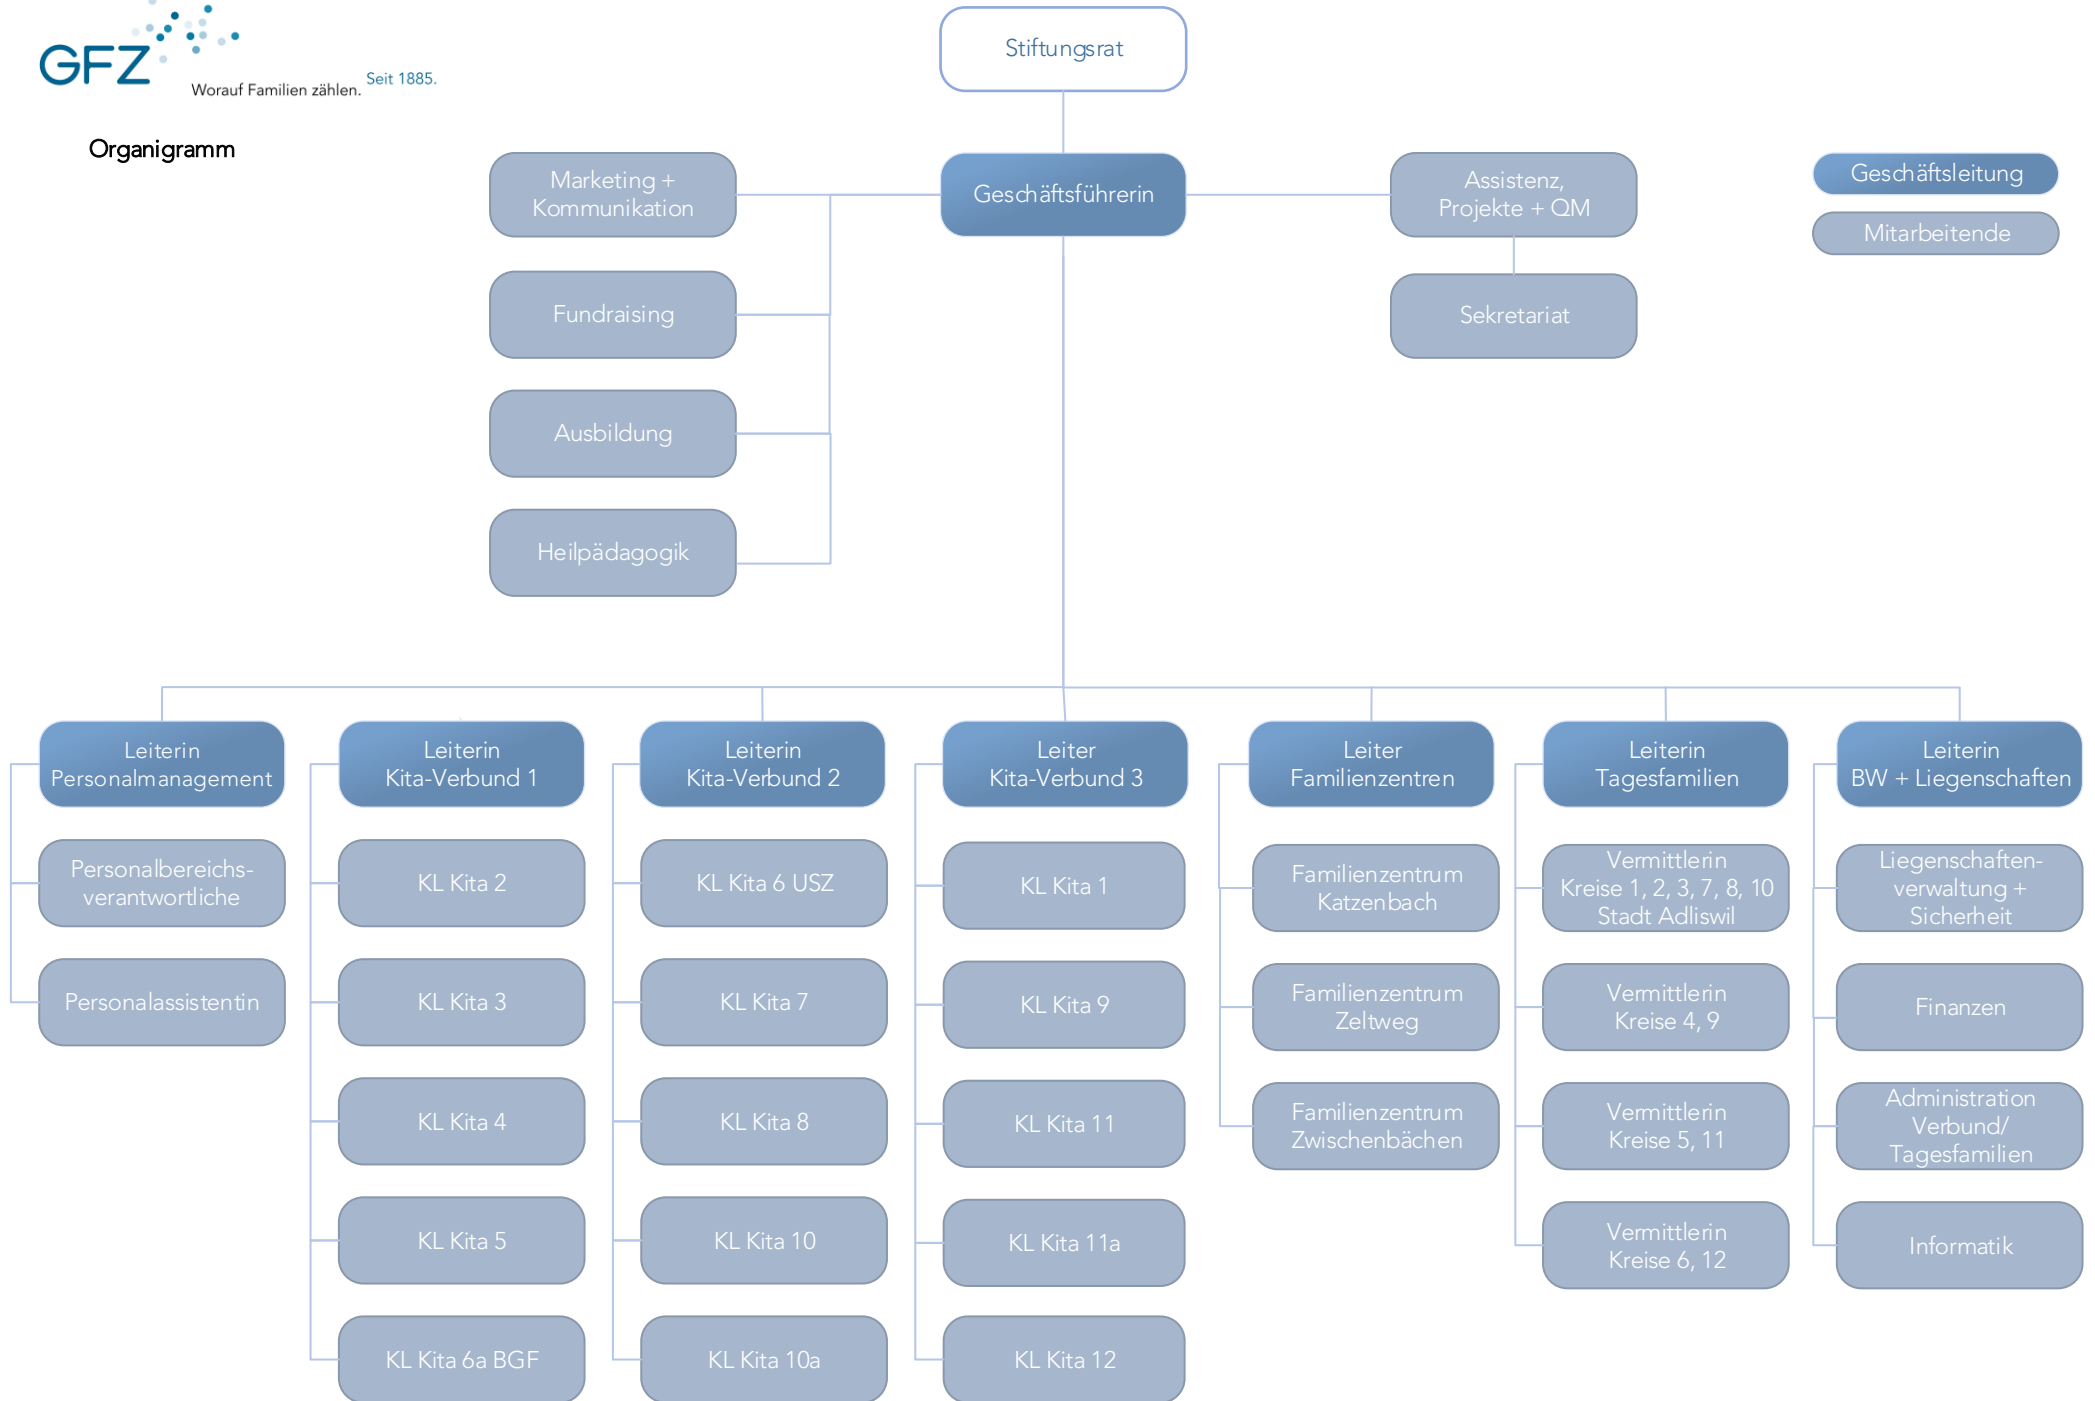 GFZ
Worauf Familien zählen. Seit 1885.
Organigramm
Stiftungsrat
Marketing +
Kommunikation
Geschäftsführerin
Assistenz,
Projekte + QM
Geschäftsleitung
Mitarbeitende
Fundraising
Sekretariat
Ausbildung
Heilpädagogik
Leiterin
Personalmanagement
Personalbereichs-
verantwortliche
Personalassistentin
Leiterin
Kita-Verbund 1
KL Kita 2
KL Kita 3
KL Kita 4
KL Kita 5
KL Kita 6a BGF
Leiterin
Kita-Verbund 2
KL Kita 6 USZ
KL Kita 7
KL Kita 8
KL Kita 10
KL Kita 10a
Leiter
Kita-Verbund 3
KL Kita 1
KL Kita 9
KL Kita 11
KL Kita 11a
KL Kita 12
Leiter
Familienzentren
Familienzentrum
Katzenbach
Familienzentrum
Zeltweg
Familienzentrum
Zwischenbächen
Leiterin
Tagesfamilien
Vermittlerin
Kreise 1, 2, 3, 7, 8, 10
Stadt Adliswil
Vermittlerin
Kreise 4, 9
Vermittlerin
Kreise 5, 11
Vermittlerin
Kreise 6, 12
Leiterin
BW + Liegenschaften
Liegenschaften-
verwaltung +
Sicherheit
Finanzen
Administration
Verbund/
Tagesfamilien
Informatik